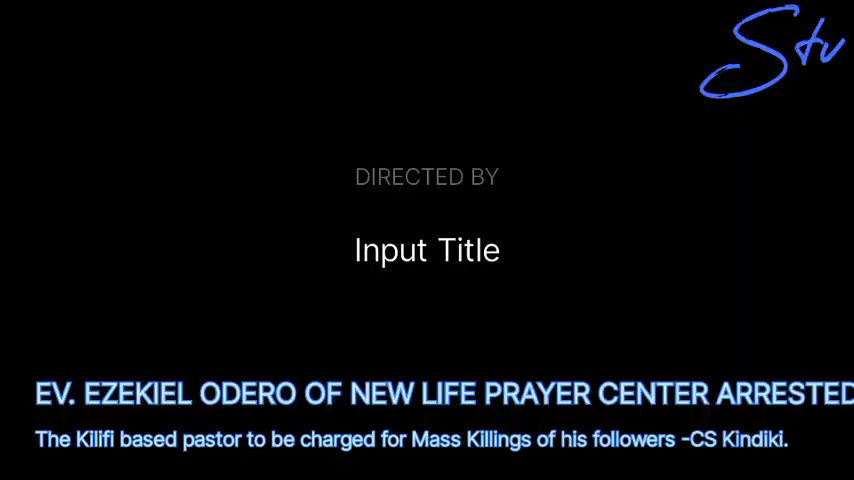 Stv
DIRECTED BY
Input Title
EV. EZEKIEL ODERO OF NEW LIFE PRAYER CENTER ARRESTED
The Kilifi based pastor to be charged for Mass Killings of his followers -CS Kindiki.